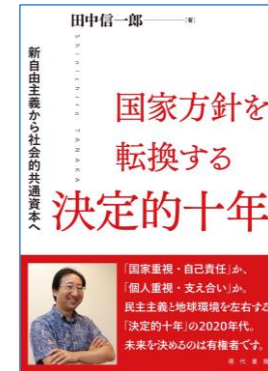 田中信一郎 [著]
Shinichiro TANAKA
国家方針を
転換する
決定的十年
新自由主義から社会的共通資本へ
「国家重視・自己責任」か、
「個人重視・支え合い」か。
民主主義と地球環境を左右する
「決定的十年」の2020年代。
未来を決めるのは有権者です。
現代書館